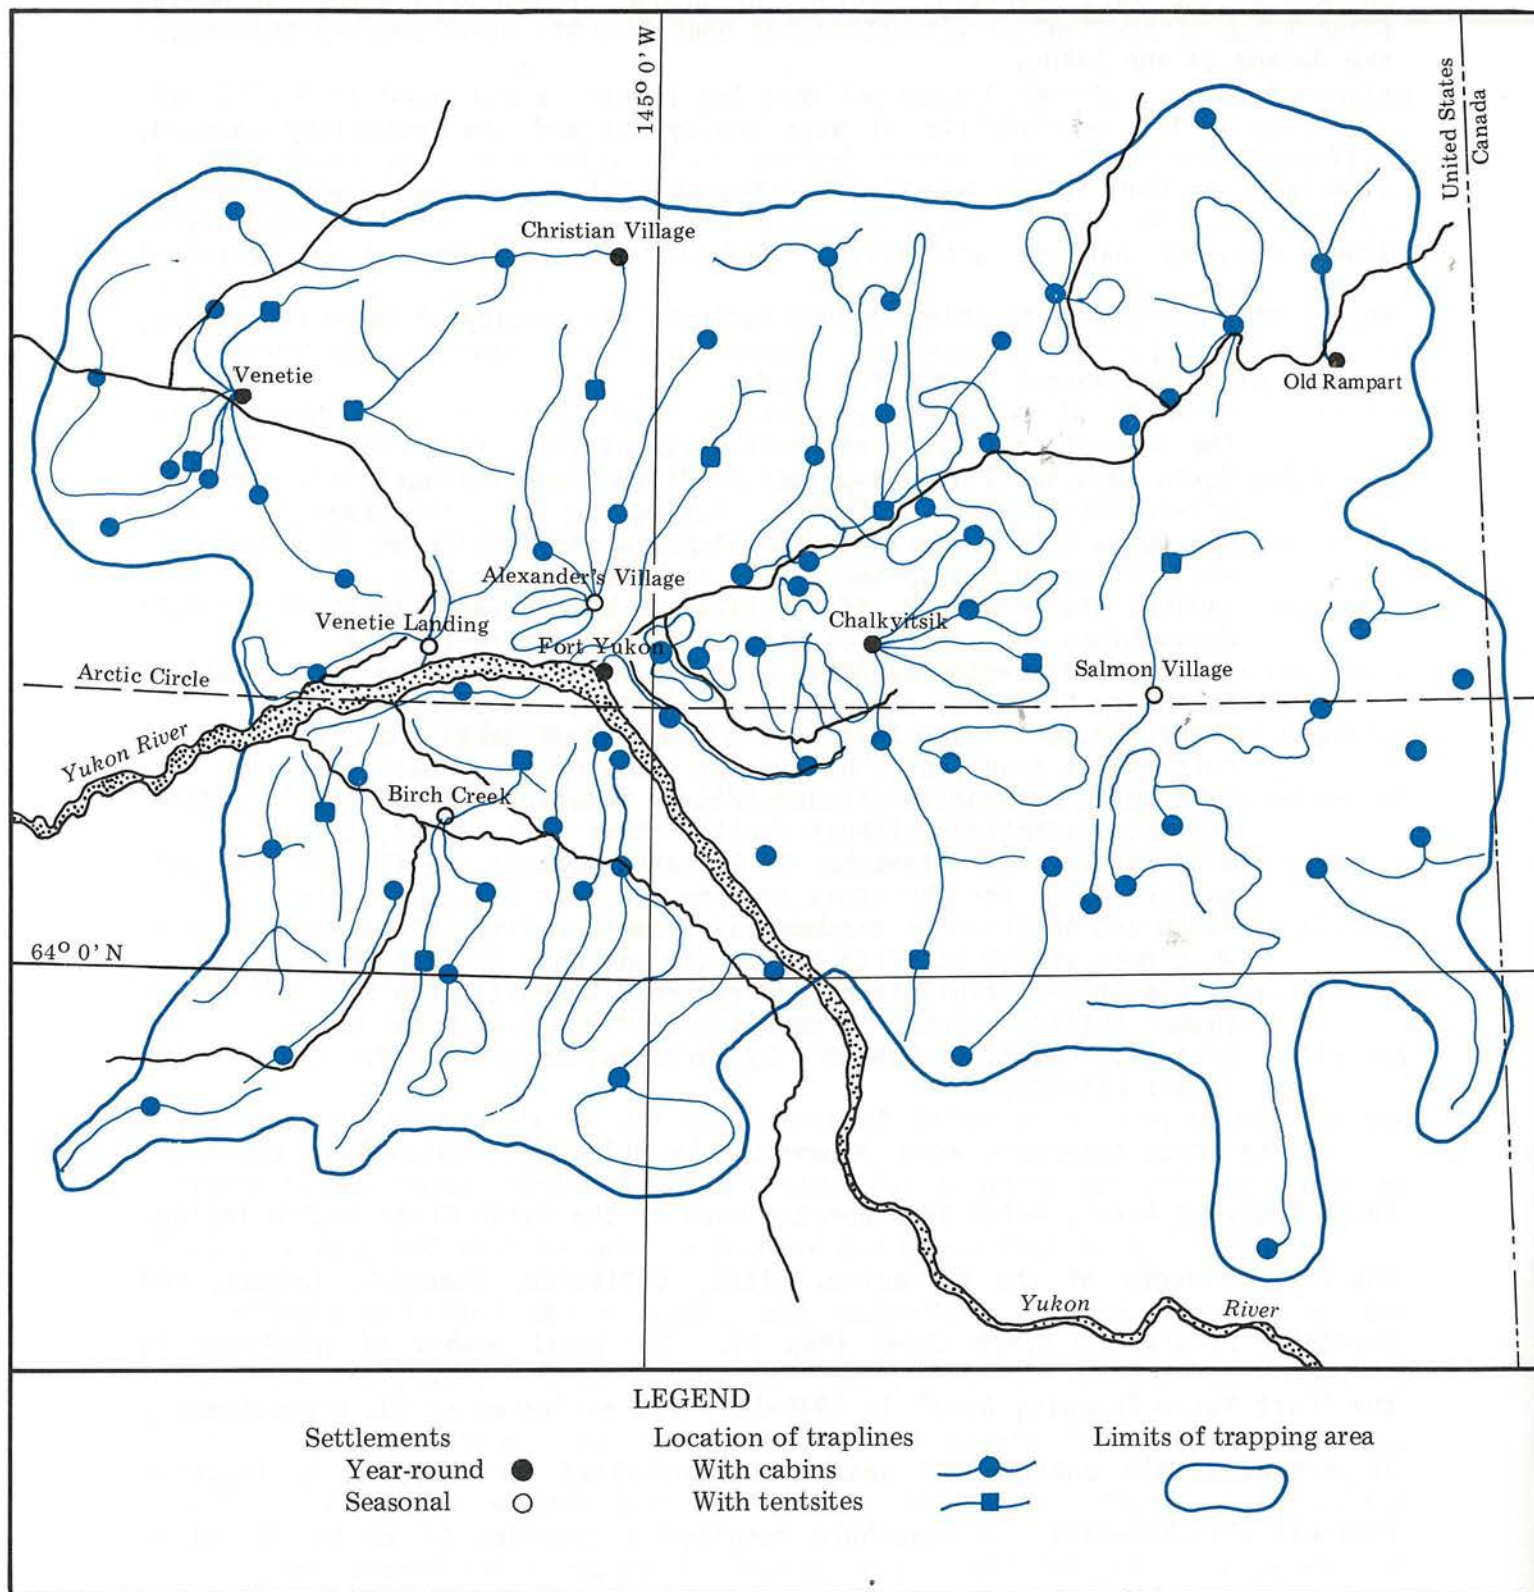 145° 0' W
United States
Canada
Christian Village
Venetie
Old Rampart
Alexander's Village
Venetie Landing
Chalkyitsik
Fort Yukon
Salmon Village
Arctic Circle
Yukon River
Birch Creek
64° 0' N
Yukon River
LEGEND
Settlements
Year-round
Seasonal
Location of traplines
With cabins
With tentsites
Limits of trapping area